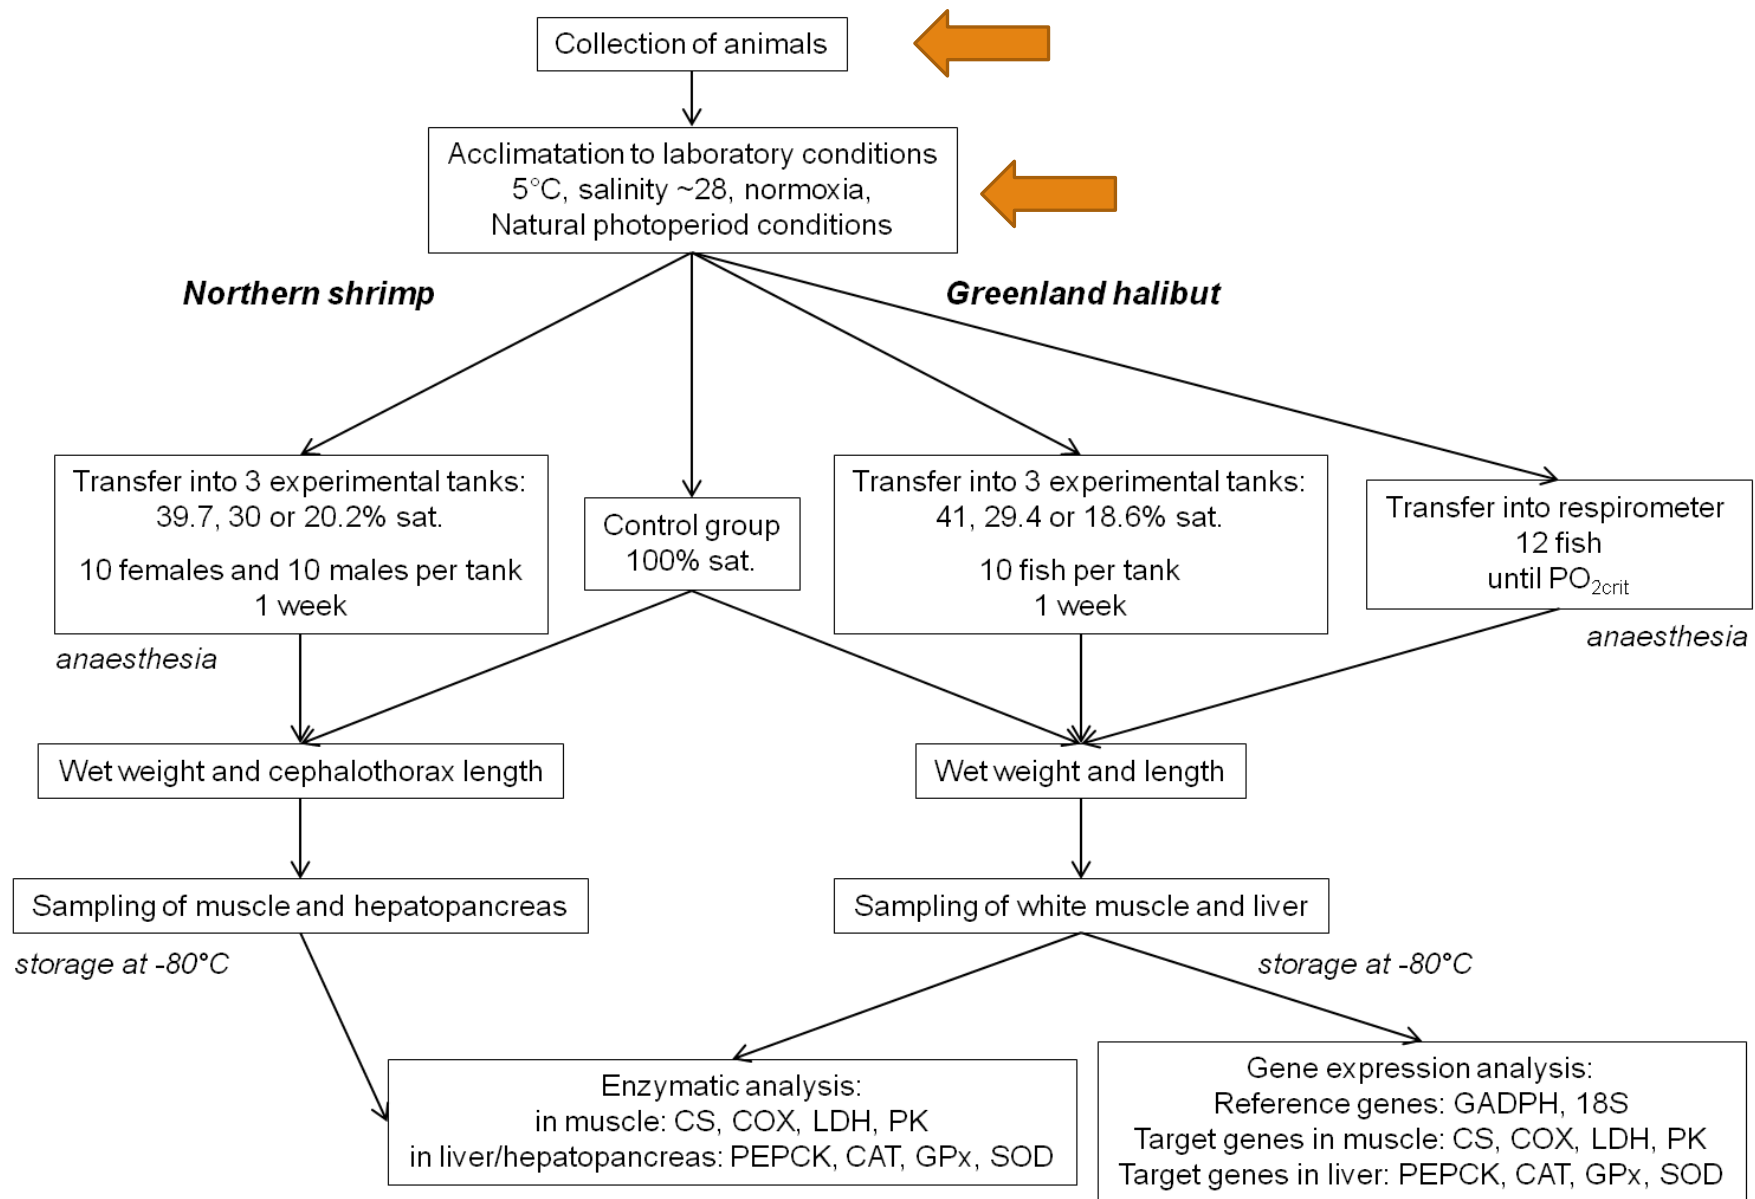 Collection of animals
Acclimatation to laboratory conditions
5°C, salinity ~28, normoxia,
Natural photoperiod conditions
Northern shrimp
Greenland halibut
Transfer into 3 experimental tanks:
39.7, 30 or 20.2% sat.
10 females and 10 males per tank
1 week
Control group
100% sat.
Transfer into 3 experimental tanks:
41, 29.4 or 18.6% sat.
10 fish per tank
1 week
Transfer into respirometer
12 fish
until PO2crit
anaesthesia
anaesthesia
Wet weight and cephalothorax length
Wet weight and length
Sampling of muscle and hepatopancreas
Sampling of white muscle and liver
storage at -80°C
storage at -80°C
Enzymatic analysis:
in muscle: CS, COX, LDH, PK
in liver/hepatopancreas: PEPCK, CAT, GPx, SOD
Gene expression analysis:
Reference genes: GADPH, 18S
Target genes in muscle: CS, COX, LDH, PK
Target genes in liver: PEPCK, CAT, GPx, SOD